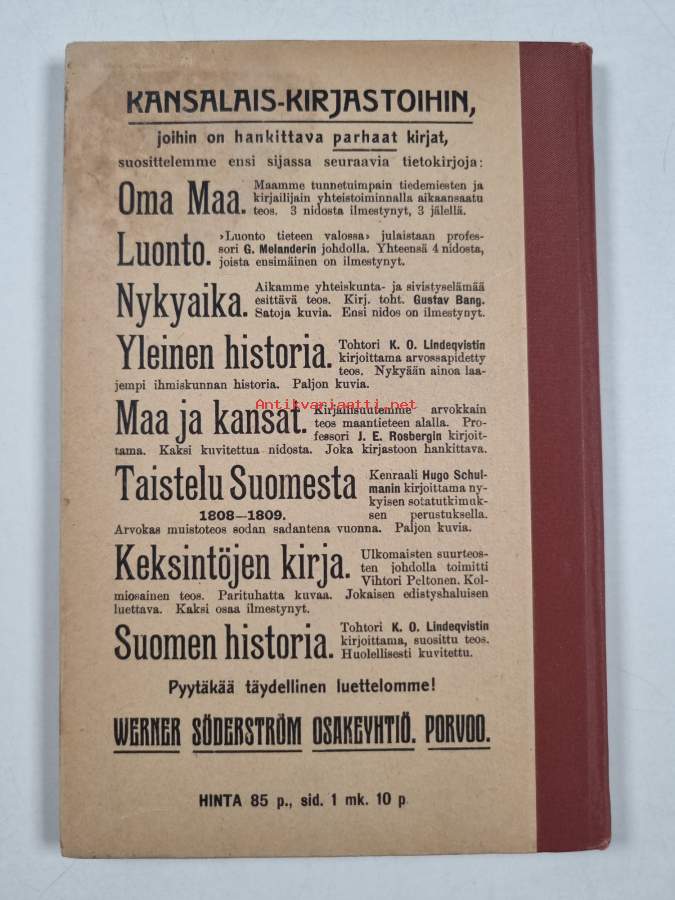 KANSALAIS-KIRJASTOIHIN,
joihin on hankittava parhaat kirjat,
suosittelemme ensi sijassa seuraavia tietokirjoja:
Oma Maa. Maamme tunnetuimpain tiedemiesten ja
kirjailijain yhteistoiminnalla aikaansaatu
teos. 3 nidosta ilmestynyt, 3 jälellä.
Luonto. ›Luonto tieteen valossa› julaistaan profes-
sori G. Melanderin johdolla. Yhteensä 4 nidosta,
joista ensimäinen on ilmestynyt.
Nykyaika. Aikamme yhteiskunta- ja sivistyselämää
esittävä teos. Kirj. toht. Gustav Bang.
Satoja kuvia. Ensi nidos on ilmestynyt.
Yleinen historia. Tohtori K. O. Lindeqvistin
kirjoittama arvossapidetty
teos. Nykyään ainoa laa-
jempi ihmiskunnan historia. Paljon kuvia.
Antikvariaatti.net
Maa ja kansat. Kirjallisuutemme arvokkain
teos maantieteen alalla. Pro-
fessori J. E. Rosbergin kirjoit-
tama. Kaksi kuvitettua nidosta. Joka kirjastoon hankittava.
Taistelu Suomesta Kenraali Hugo Schul-
manin kirjoittama ny-
kyisen sotatutkimuk-
1808—1809. sen perustuksella.
Arvokas muistoteos sodan sadantena vuonna. Paljon kuvia.
Keksintöjen kirja. Ulkomaisten suurteos-
ten johdolla toimitti
Vihtori Peltonen. Kol-
miosainen teos. Parituhatta kuvaa. Jokaisen edistyshaluisen
luettava. Kaksi osaa ilmestynyt.
Suomen historia. Tohtori K. O. Lindeqvistin
kirjoittama, suosittu teos.
Huolellisesti kuvitettu.
Pyytäkää täydellinen luettelomme!
WERNER SÖDERSTRÖM OSAKEYHTIÖ. PORVOO.
HINTA 85 p., sid. 1 mk. 10 p